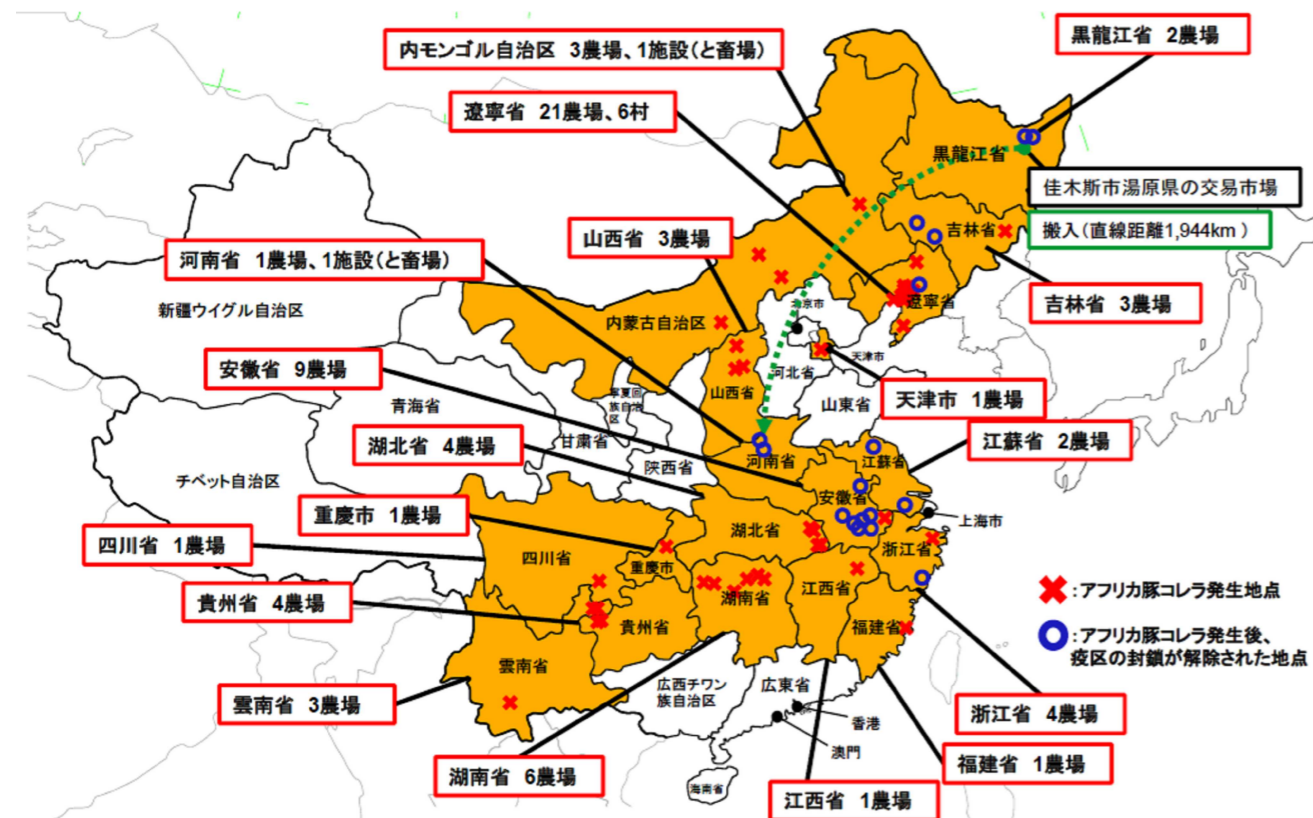 内モンゴル自治区 3農場、1施設(と畜場)
黒龍江省 2農場
遼寧省 21農場、6村
黒龍江省
佳木斯市湯原県の交易市場
搬入(直線距離1,944km )
山西省 3農場
吉林省
河南省 1農場、1施設(と畜場)
吉林省 3農場
遼寧省
新疆ウイグル自治区
北京市
内蒙古自治区
天津市
安徽省 9農場
河北省
山西省
天津市 1農場
山東省
青海省
寧夏回
族自治
区
江蘇省 2農場
湖北省 4農場
甘粛省
陝西省
河南省
江蘇省
チベット自治区
安徽省
重慶市 1農場
上海市
湖北省
浙江省
四川省 1農場
四川省
重慶市
貴州省 4農場
湖南省
江西省
:アフリカ豚コレラ発生地点
貴州省
福建省
:アフリカ豚コレラ発生後、
疫区の封鎖が解除された地点
雲南省
広西チワン
族自治区
広東省
雲南省 3農場
香港
浙江省 4農場
澳門
福建省 1農場
湖南省 6農場
海南省
江西省 1農場